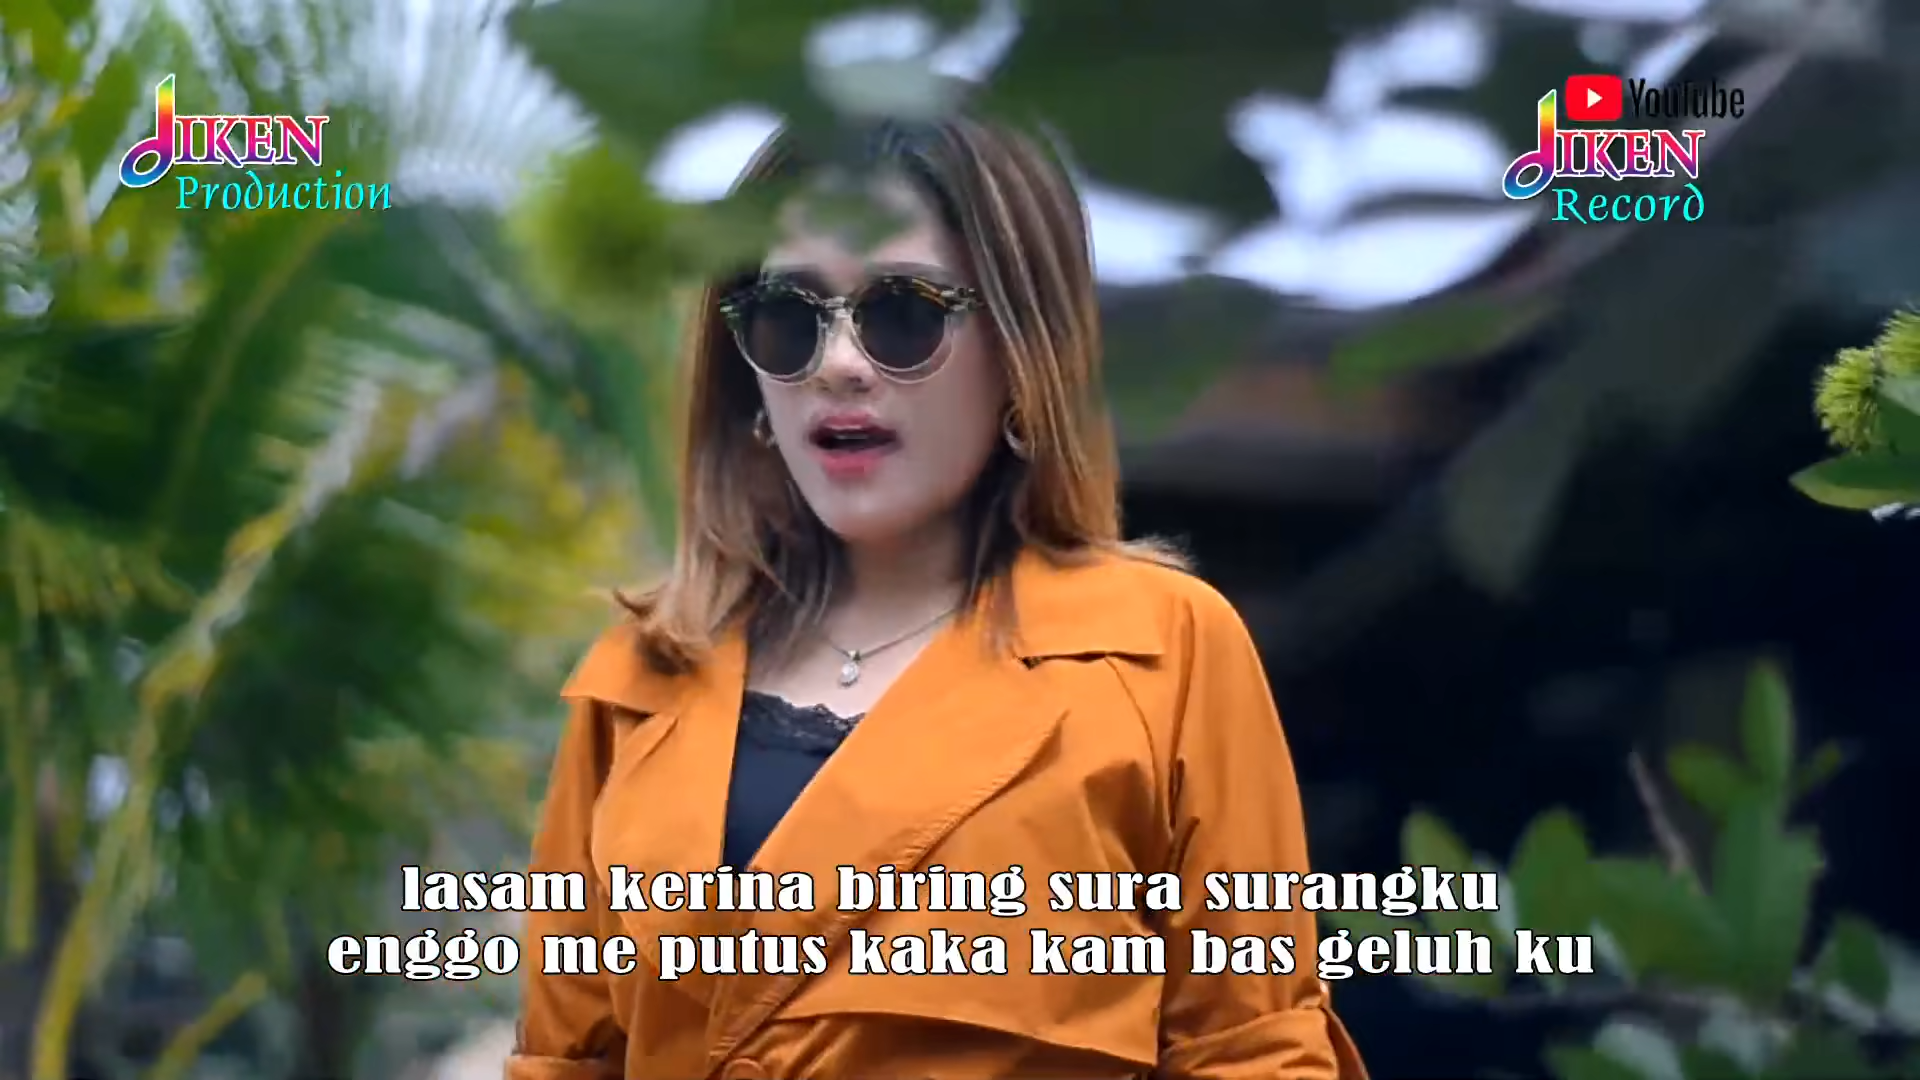 JIKEN
Production
YouTube
JIKEN
Record
lasam kerina biring sura surangku
enggo me putus kaka kam bas geluh ku